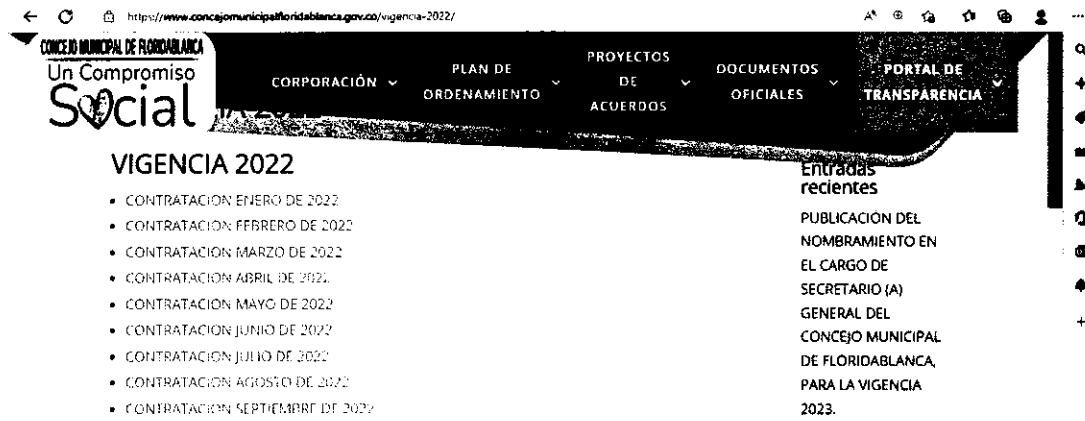 https://www.concejomunicipalfloridablanca.gov.co/vigencia-2022/
CONCEJO MUNICIPAL DE FLORIDABLANCA
Un Compromiso
Social
CORPORACIÓN
PLAN DE
ORDENAMIENTO
PROYECTOS
DE
ACUERDOS
DOCUMENTOS
OFICIALES
PORTAL DE
TRANSPARENCIA
VIGENCIA 2022
• CONTRATACION ENERO DE 2022
• CONTRATACION FEBRERO DE 2022
• CONTRATACION MARZO DE 2022
• CONTRATACION ABRIL DE 2022
• CONTRATACION MAYO DE 2022
• CONTRATACION JUNIO DE 2022
• CONTRATACION JULIO DE 2022
• CONTRATACION AGOSTO DE 2022
• CONTRATACION SEPTIEMBRE DE 2022
Entradas
recientes
PUBLICACIÓN DEL
NOMBRAMIENTO EN
EL CARGO DE
SECRETARIO (A)
GENERAL DEL
CONCEJO MUNICIPAL
DE FLORIDABLANCA,
PARA LA VIGENCIA
2023.